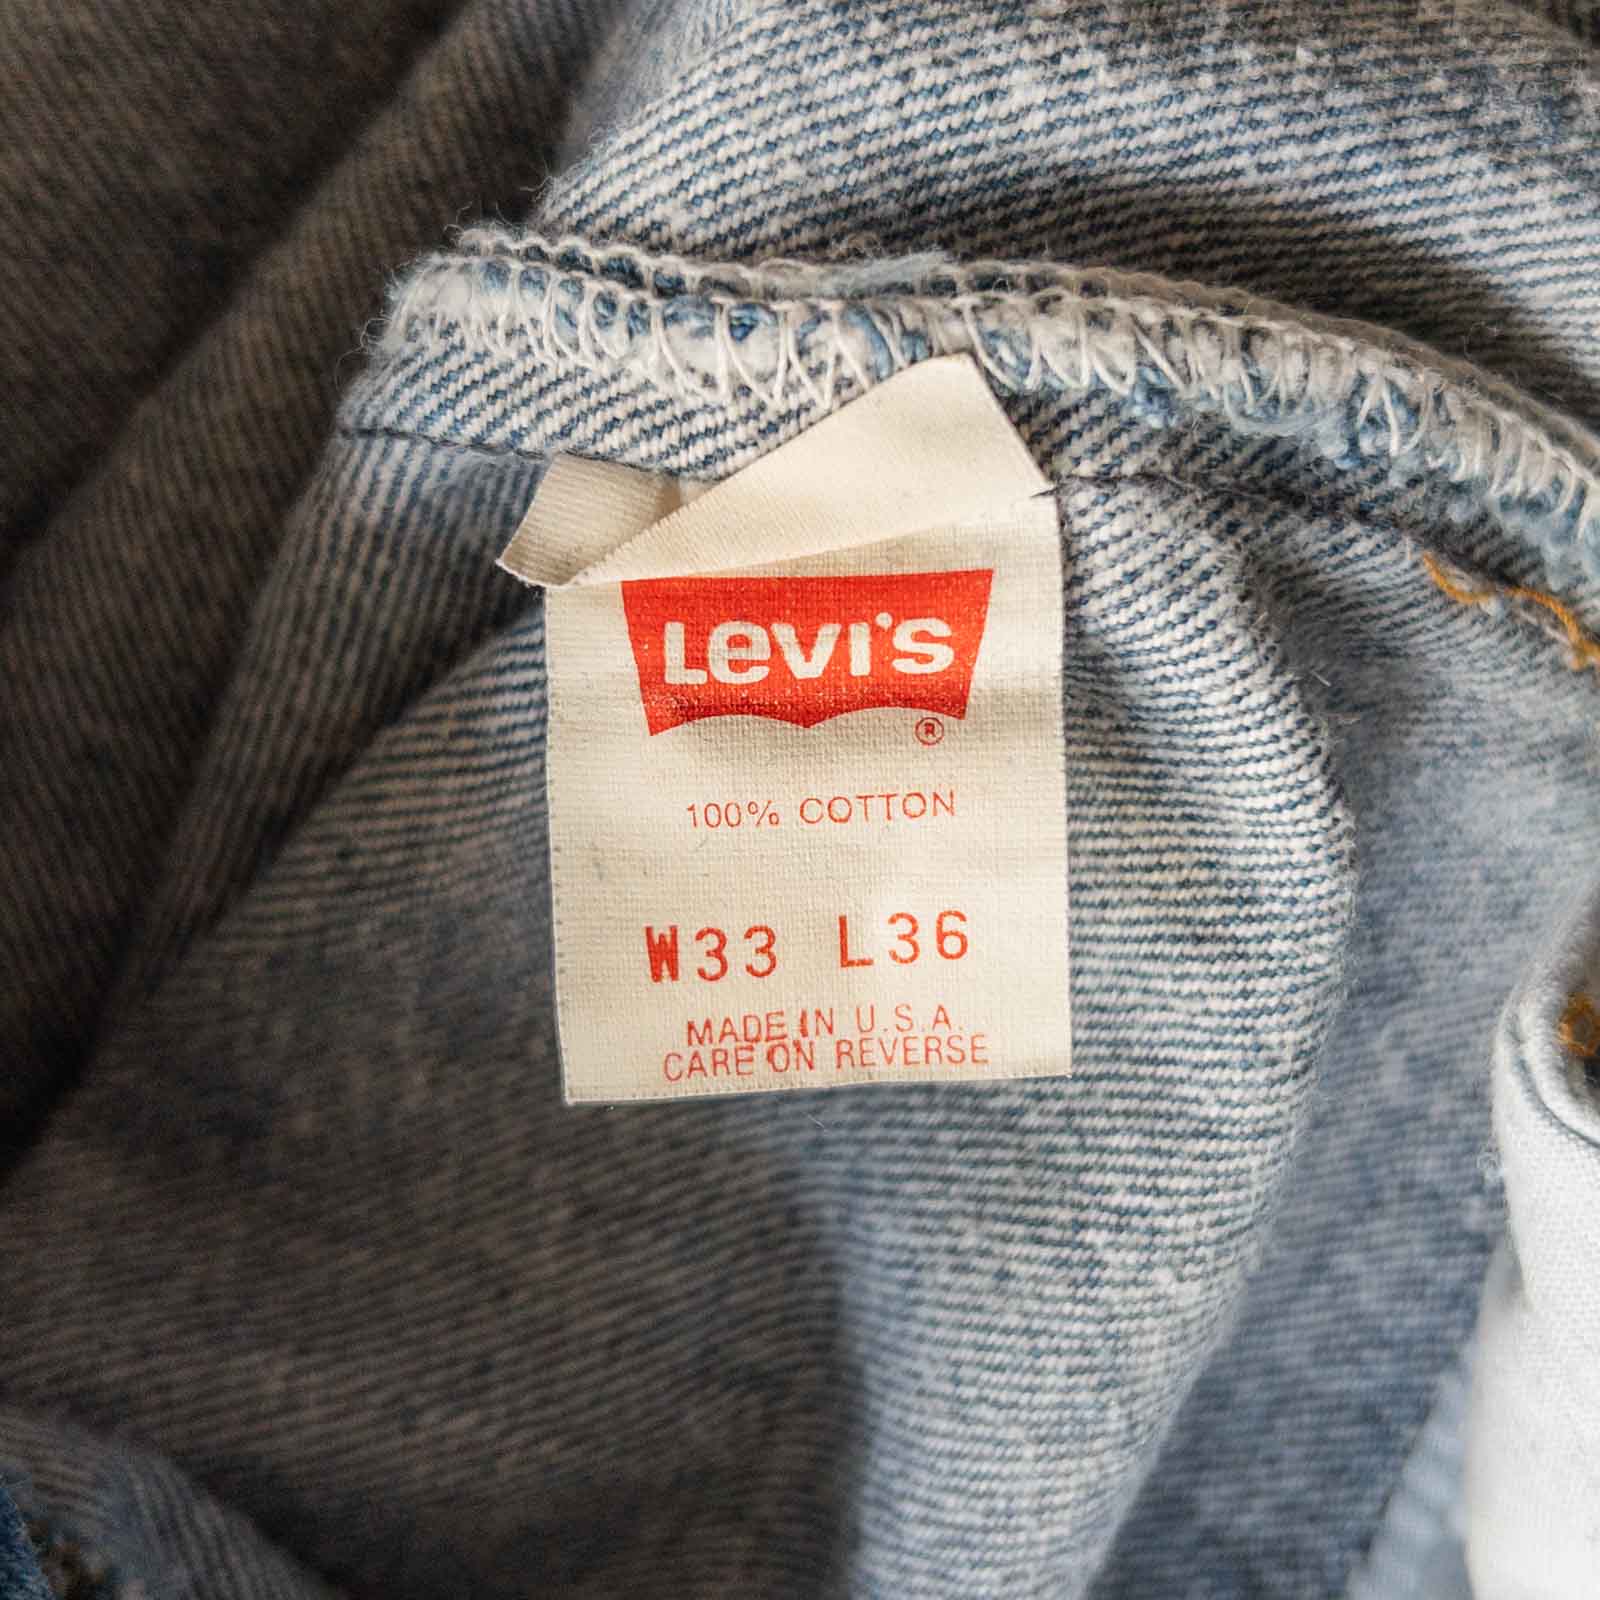 Levi's
®
100% COTTON
W33 L36
MADE IN U.S.A.
CARE ON REVERSE